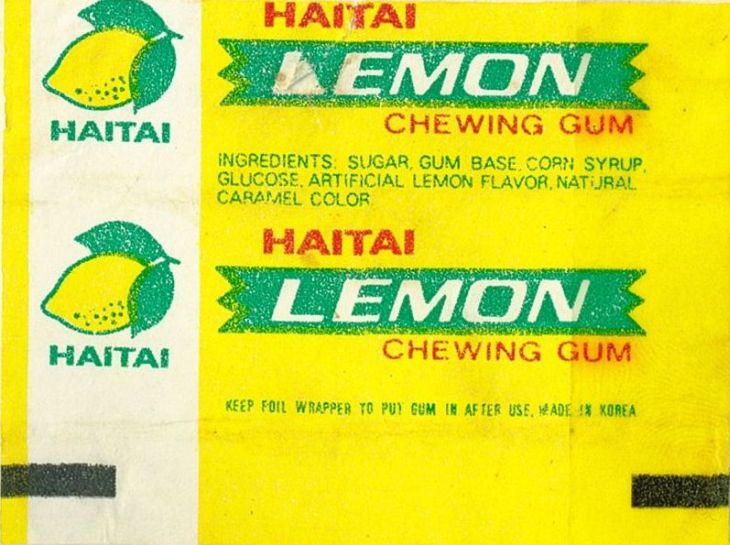 HAITAI
LEMON
CHEWING GUM
HAITAI
INGREDIENTS: SUGAR, GUM BASE, CORN SYRUP,
GLUCOSE, ARTIFICIAL LEMON FLAVOR, NATURAL
CARAMEL COLOR
HAITAI
LEMON
CHEWING GUM
HAITAI
KEEP FOIL WRAPPER TO PUT GUM IN AFTER USE, MADE IN KOREA